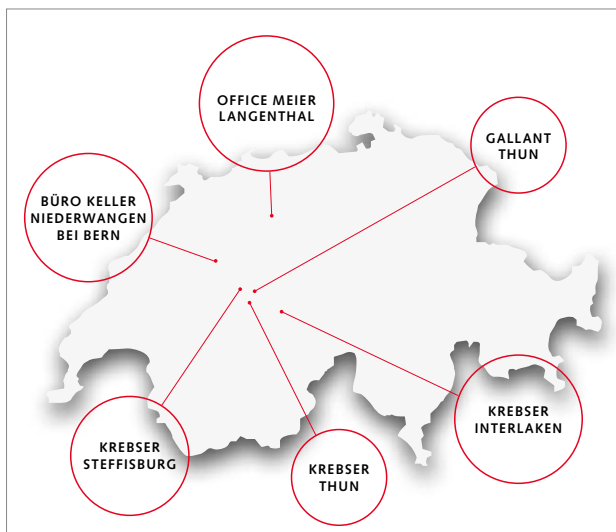 OFFICE MEIER
LANGENTHAL
GALLANT
THUN
BÜRO KELLER
NIEDERWANGEN
BEI BERN
KREBSER
STEFFISBURG
KREBSER
THUN
KREBSER
INTERLAKEN